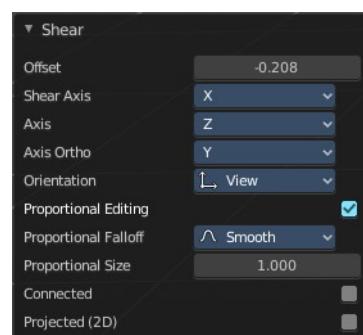 Shear
Offset -0.208
Shear Axis X
Axis Z
Axis Ortho Y
Orientation View
Proportional Editing
Proportional Falloff Smooth
Proportional Size 1.000
Connected
Projected (2D)